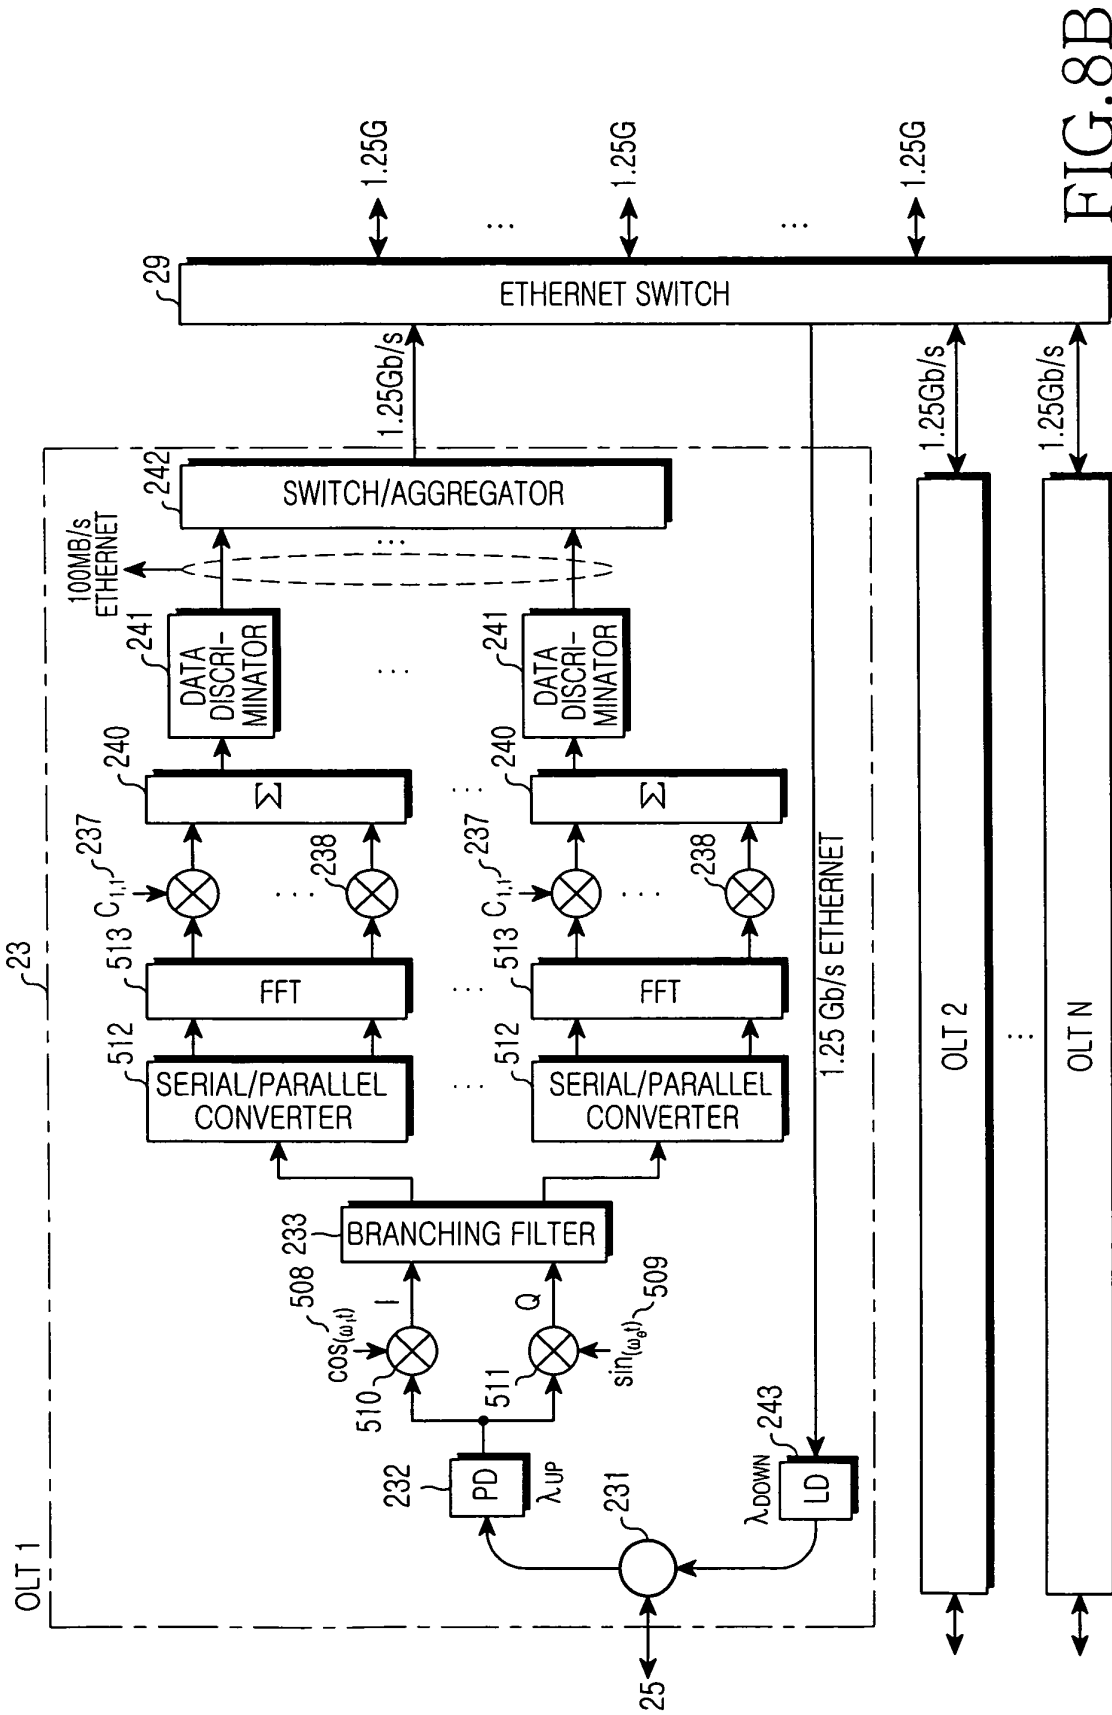 OLT 1
23
25
231
232
PD
λUP
λDOWN
243
LD
510
cos(ω₁t)
508
I
511
sin(ωθt)
509
Q
233
BRANCHING FILTER
512
SERIAL/PARALLEL
CONVERTER
...
512
SERIAL/PARALLEL
CONVERTER
513
FFT
...
513
FFT
C1,1
237
...
238
C1,1
237
...
238
240
Σ
...
240
Σ
241
DATA
DISCRI-
MINATOR
...
241
DATA
DISCRI-
MINATOR
100MB/s
ETHERNET
...
242
SWITCH/AGGREGATOR
1.25Gb/s
1.25 Gb/s ETHERNET
29
ETHERNET SWITCH
1.25G
...
1.25G
...
1.25G
OLT 2
1.25Gb/s
...
OLT N
1.25Gb/s
FIG.8B